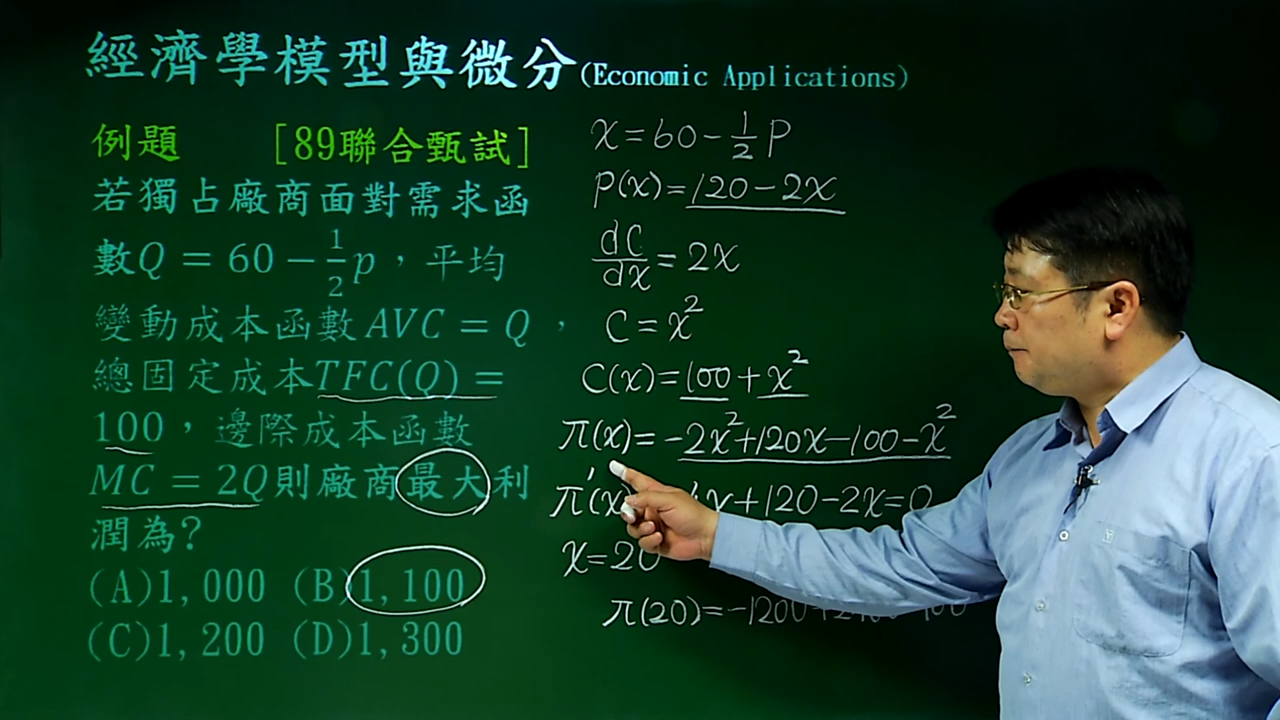 經濟學模型與微分(Economic Applications)
例題 [89聯合甄試]
若獨占廠商面對需求函
數Q = 60 − 1/2 p，平均
變動成本函數AVC = Q，
總固定成本TFC(Q) =
100，邊際成本函數
MC = 2Q則廠商最大利
潤為?
(A)1,000 (B)1,100
(C)1,200 (D)1,300
x=60-1/2 P
P(x)=120-2x
dC/dx=2x
C=x²
C(x)=100+x²
π(x)=-2x²+120x-100-x²
π'(x) x+120-2x=0
x=20
π(20)=-1200+2400-100